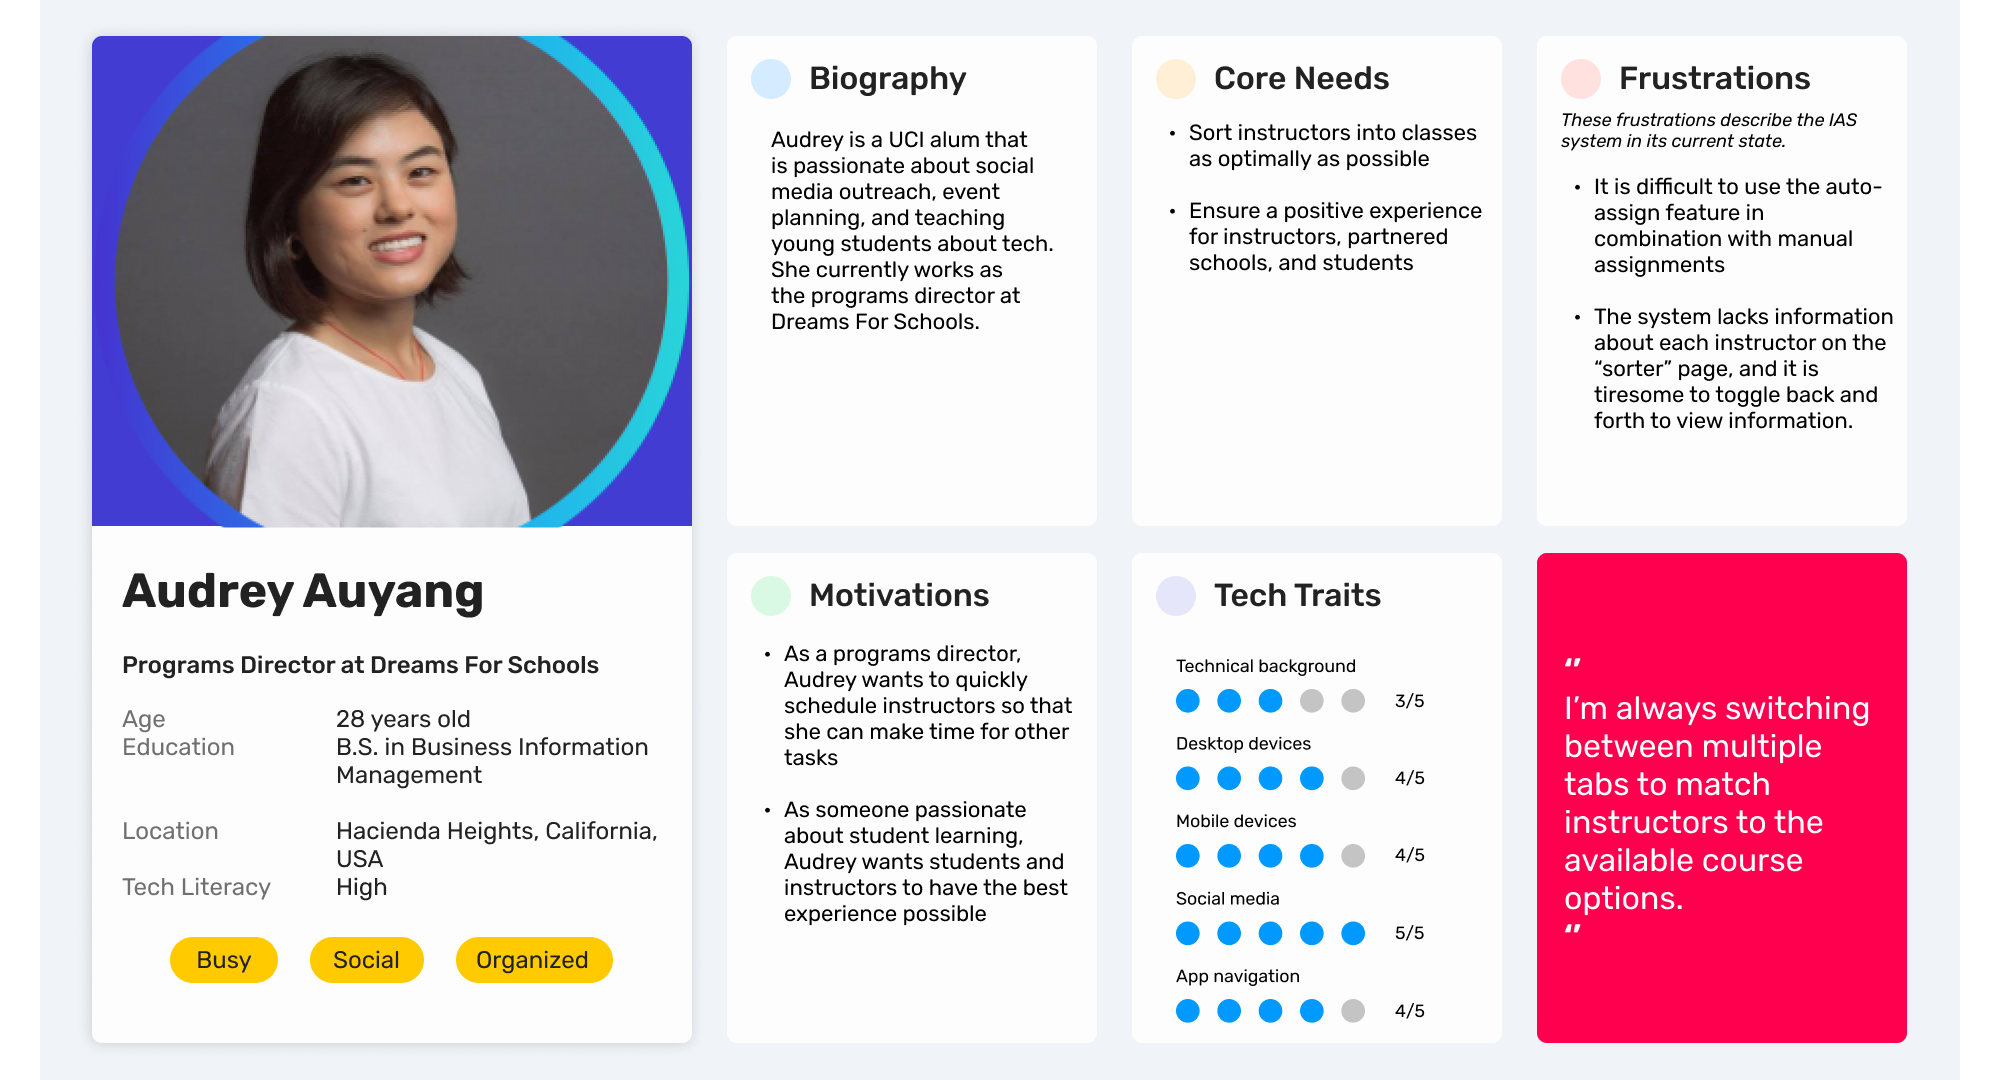 Audrey Auyang
Programs Director at Dreams For Schools
Age 28 years old
Education B.S. in Business Information
Management
Location Hacienda Heights, California,
USA
Tech Literacy High
Busy Social Organized
Biography
Audrey is a UCI alum that
is passionate about social
media outreach, event
planning, and teaching
young students about tech.
She currently works as
the programs director at
Dreams For Schools.
Core Needs
• Sort instructors into classes
as optimally as possible
• Ensure a positive experience
for instructors, partnered
schools, and students
Frustrations
These frustrations describe the IAS
system in its current state.
• It is difficult to use the auto-
assign feature in
combination with manual
assignments
• The system lacks information
about each instructor on the
“sorter” page, and it is
tiresome to toggle back and
forth to view information.
Motivations
• As a programs director,
Audrey wants to quickly
schedule instructors so that
she can make time for other
tasks
• As someone passionate
about student learning,
Audrey wants students and
instructors to have the best
experience possible
Tech Traits
Technical background
3/5
Desktop devices
4/5
Mobile devices
4/5
Social media
5/5
App navigation
4/5
“
I’m always switching
between multiple
tabs to match
instructors to the
available course
options.
”